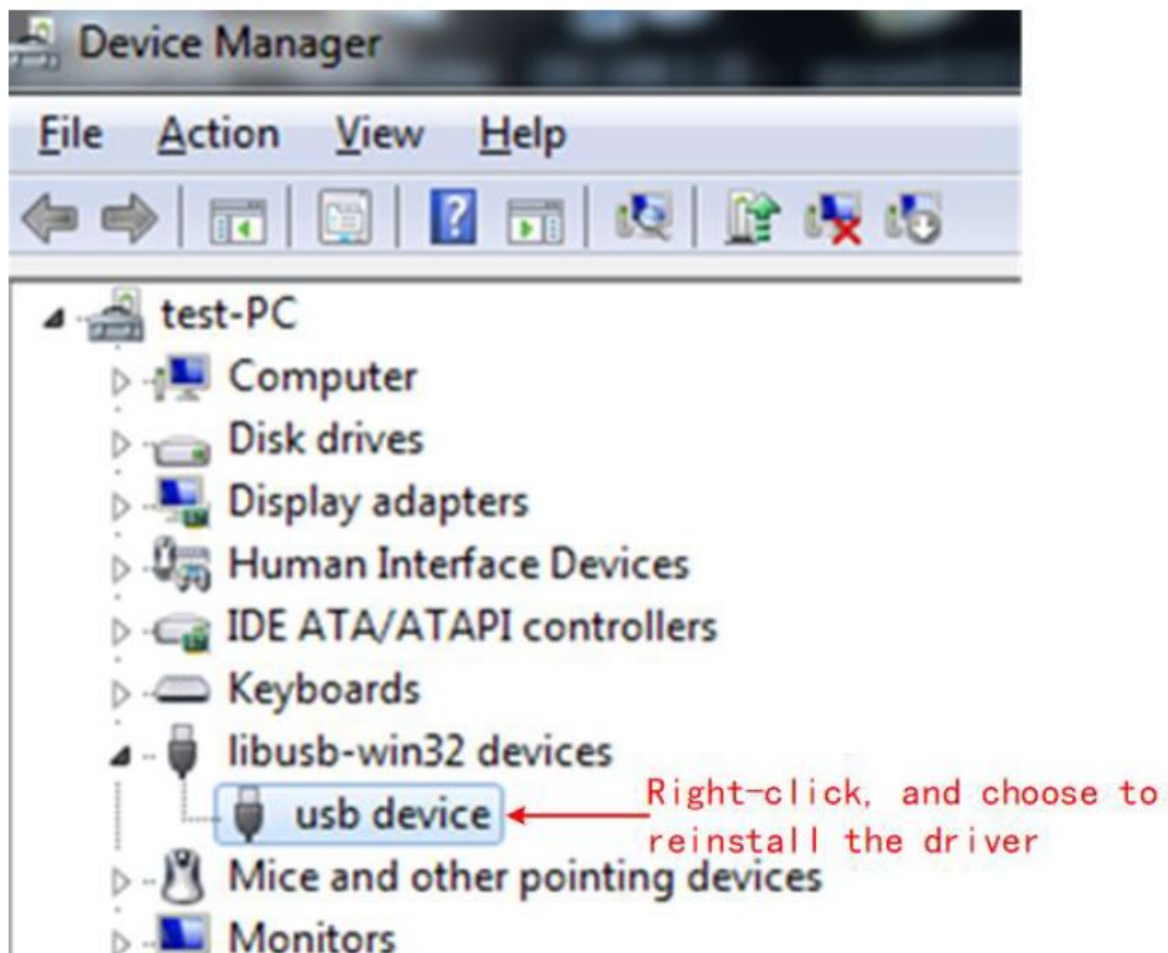 Device Manager
File Action View Help
test-PC
Computer
Disk drives
Display adapters
Human Interface Devices
IDE ATA/ATAPI controllers
Keyboards
libusb-win32 devices
usb device
Right-click, and choose to
reinstall the driver
Mice and other pointing devices
Monitors